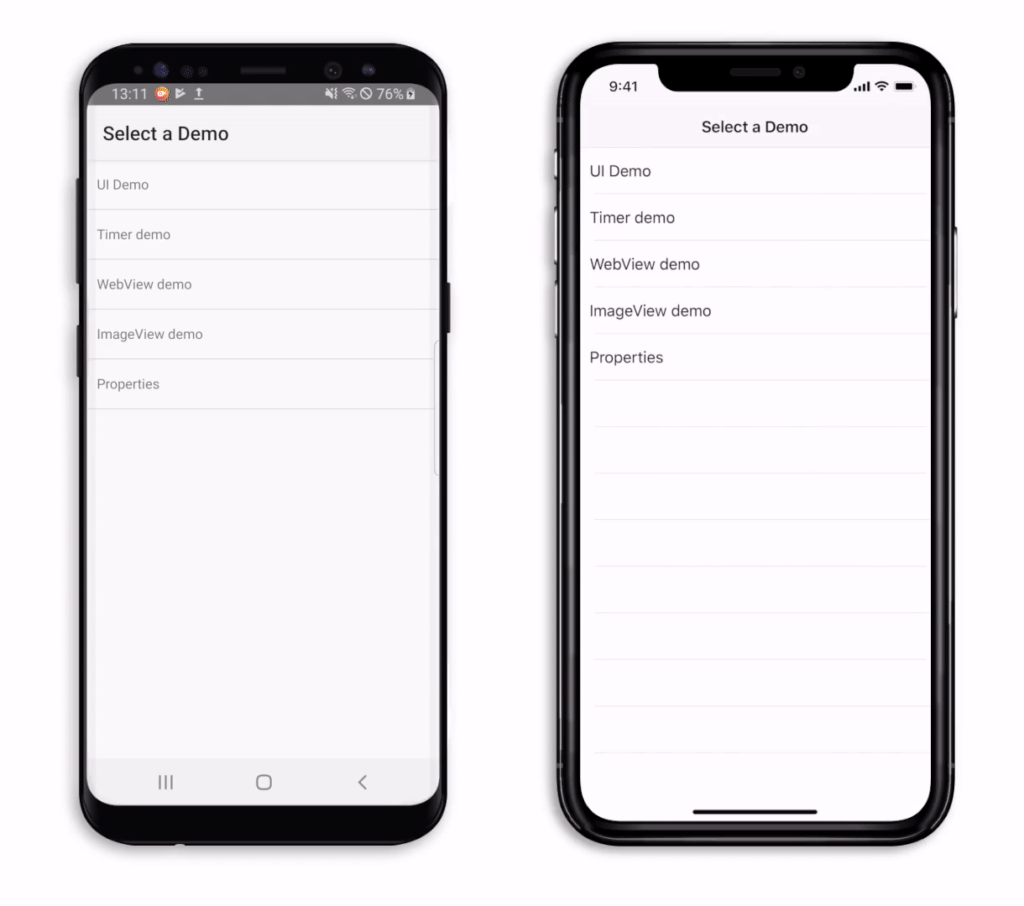 13:11 76%
Select a Demo
UI Demo
Timer demo
WebView demo
ImageView demo
Properties
9:41
Select a Demo
UI Demo
Timer demo
WebView demo
ImageView demo
Properties